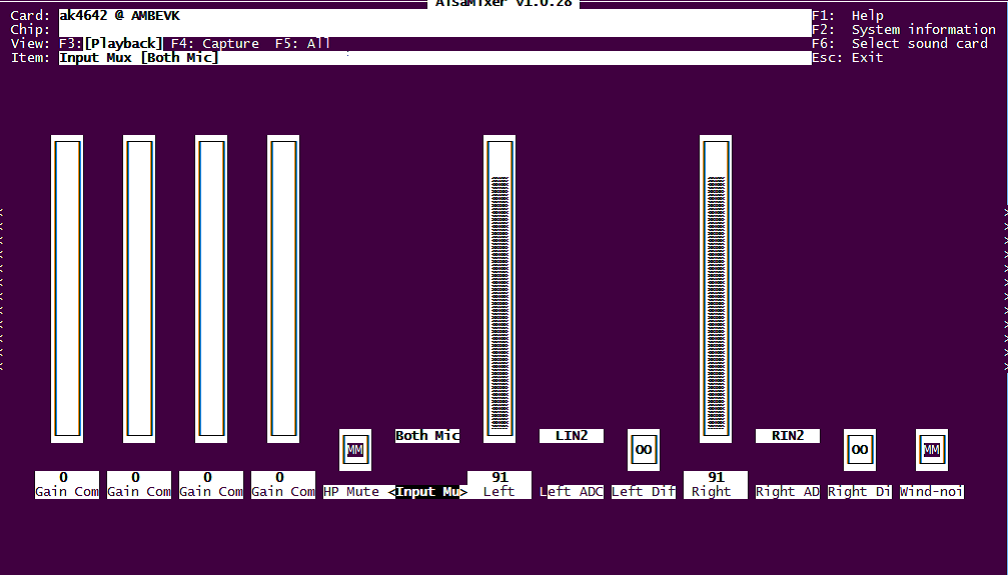 AlsaMixer v1.0.28
Card: ak4642 @ AMBEVK F1: Help
Chip: F2: System information
View: F3:[Playback] F4: Capture F5: All F6: Select sound card
Item: Input Mux [Both Mic] Esc: Exit
MM Both Mic LIN2 OO RIN2 OO MM
0 0 0 0 91 91
Gain Com Gain Com Gain Com Gain Com HP Mute <Input Mu> Left Left ADC Left Dif Right Right AD Right Di Wind-noi